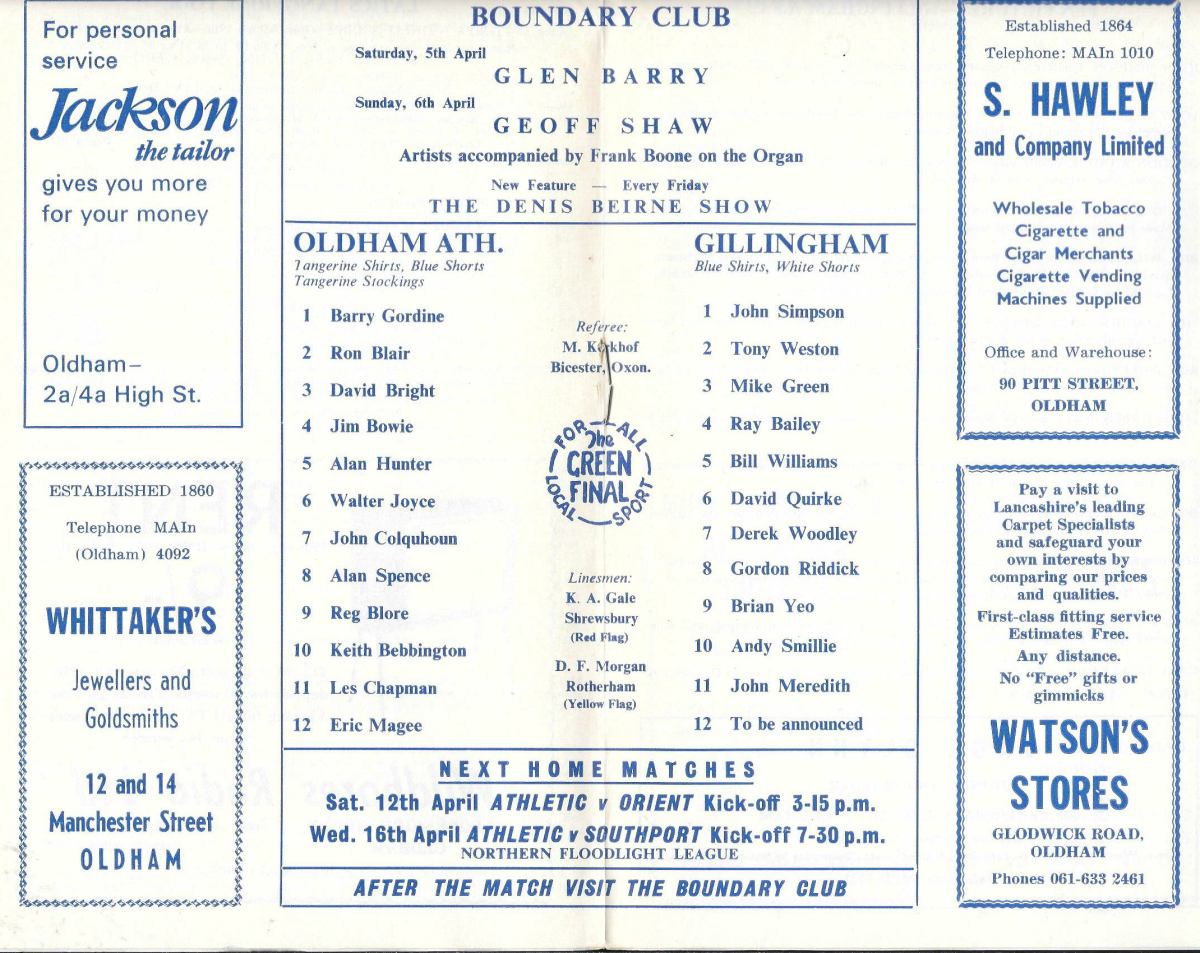 For personal
service
Jackson
the tailor
gives you more
for your money
Oldham–
2a/4a High St.
ESTABLISHED 1860
Telephone MAIn
(Oldham) 4092
WHITTAKER'S
Jewellers and
Goldsmiths
12 and 14
Manchester Street
OLDHAM
BOUNDARY CLUB
Saturday, 5th April
GLEN BARRY
Sunday, 6th April
GEOFF SHAW
Artists accompanied by Frank Boone on the Organ
New Feature — Every Friday
THE DENIS BEIRNE SHOW
OLDHAM ATH.
Tangerine Shirts, Blue Shorts
Tangerine Stockings
1 Barry Gordine
2 Ron Blair
3 David Bright
4 Jim Bowie
5 Alan Hunter
6 Walter Joyce
7 John Colquhoun
8 Alan Spence
9 Reg Blore
10 Keith Bebbington
11 Les Chapman
12 Eric Magee
Referee:
M.
Bicester, Oxon.
FOR ALL
The
GREEN
FINAL
LOCAL SPORT
Linesmen:
K. A. Gale
Shrewsbury
(Red Flag)
D. F. Morgan
Rotherham
(Yellow Flag)
GILLINGHAM
Blue Shirts, White Shorts
1 John Simpson
2 Tony Weston
3 Mike Green
4 Ray Bailey
5 Bill Williams
6 David Quirke
7 Derek Woodley
8 Gordon Riddick
9 Brian Yeo
10 Andy Smillie
11 John Meredith
12 To be announced
NEXT HOME MATCHES
Sat. 12th April ATHLETIC v ORIENT Kick-off 3-15 p.m.
Wed. 16th April ATHLETIC v SOUTHPORT Kick-off 7-30 p.m.
NORTHERN FLOODLIGHT LEAGUE
AFTER THE MATCH VISIT THE BOUNDARY CLUB
Established 1864
Telephone: MAIn 1010
S. HAWLEY
and Company Limited
Wholesale Tobacco
Cigarette and
Cigar Merchants
Cigarette Vending
Machines Supplied
Office and Warehouse:
90 PITT STREET,
OLDHAM
Pay a visit to
Lancashire's leading
Carpet Specialists
and safeguard your
own interests by
comparing our prices
and qualities.
First-class fitting service
Estimates Free.
Any distance.
No "Free" gifts or
gimmicks
WATSON'S
STORES
GLODWICK ROAD,
OLDHAM
Phones 061-633 2461